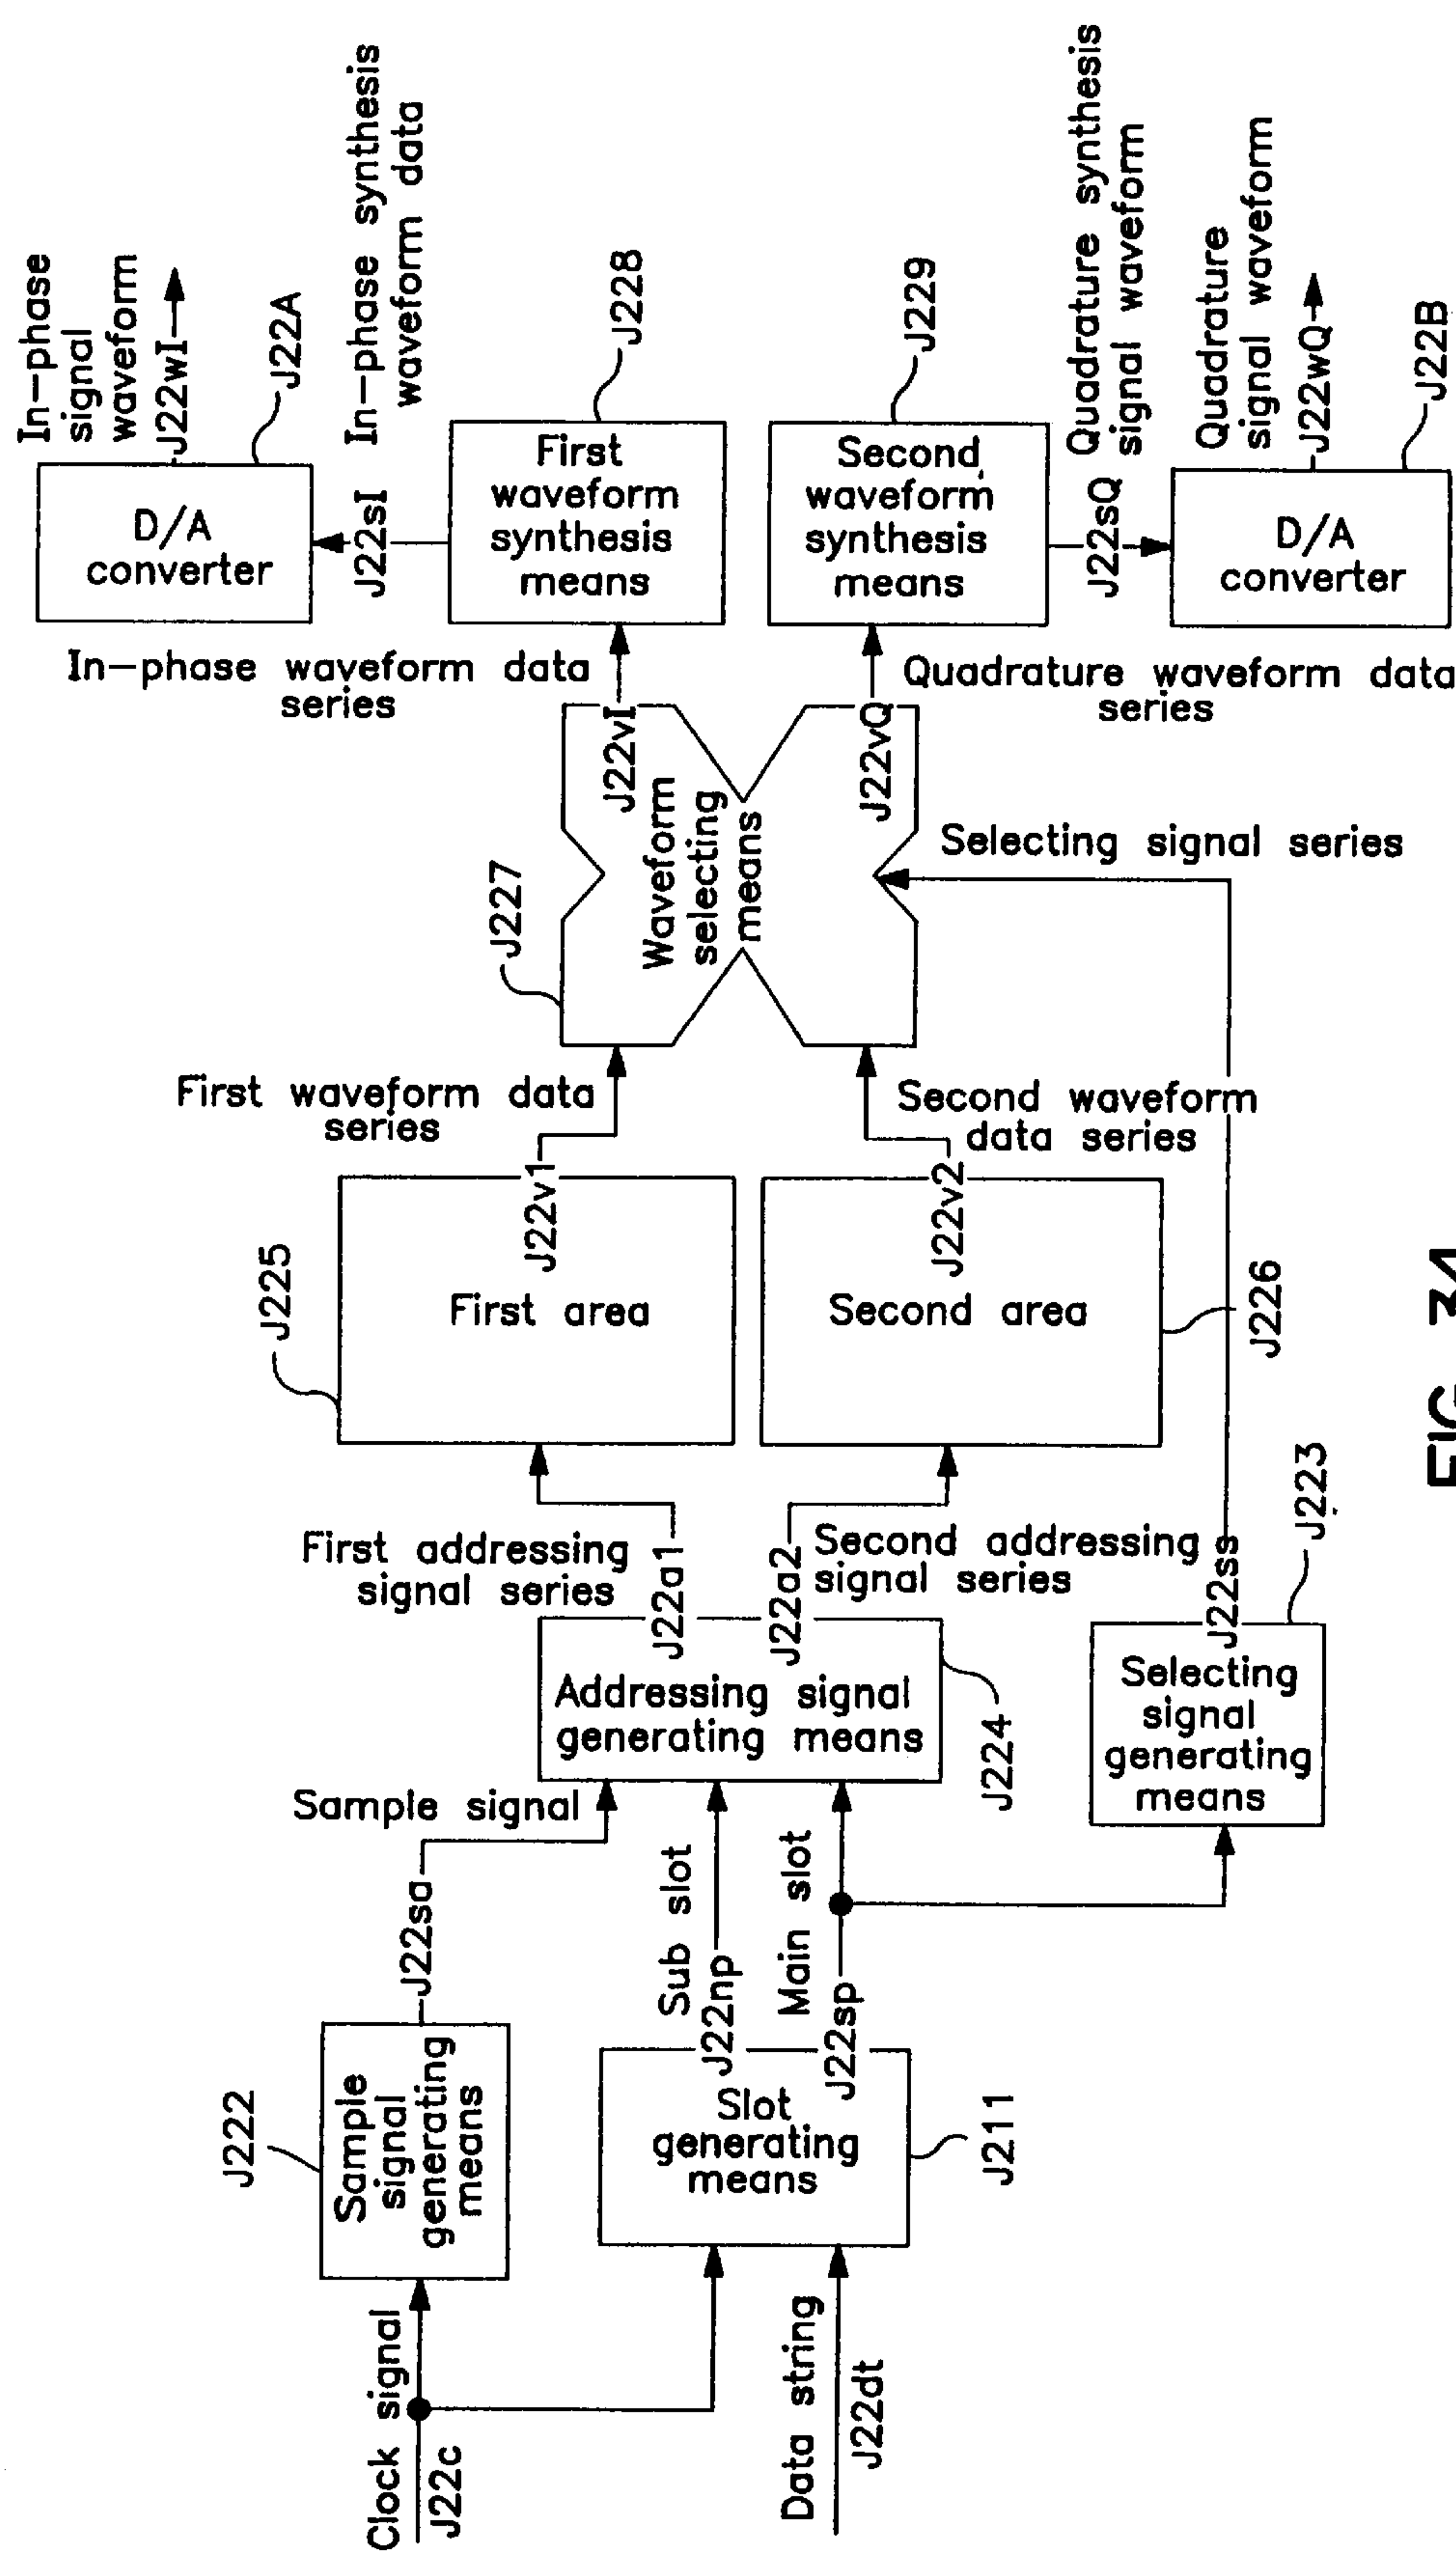 Clock signal
J22c
J222
Sample
signal
generating
means
J22sa
Sample signal
Data string
J22dt
Slot
generating
means
J211
J22np
Sub slot
J22sp
Main slot
Addressing signal
generating means
J224
J22a1
First addressing
signal series
J22a2
Second addressing
signal series
Selecting
signal
generating
means
J223
J22ss
Selecting signal series
J225
First area
J22v1
First waveform data
series
Second area
J226
J22v2
Second waveform
data series
J227
Waveform
selecting
means
J22vI
In-phase waveform data
series
J22vQ
Quadrature waveform data
series
First
waveform
synthesis
means
J228
J22sI
In-phase synthesis
waveform data
D/A
converter
J22A
J22wI
In-phase
signal
waveform
Second
waveform
synthesis
means
J229
J22sQ
Quadrature synthesis
signal waveform
D/A
converter
J22B
J22wQ
Quadrature
signal waveform